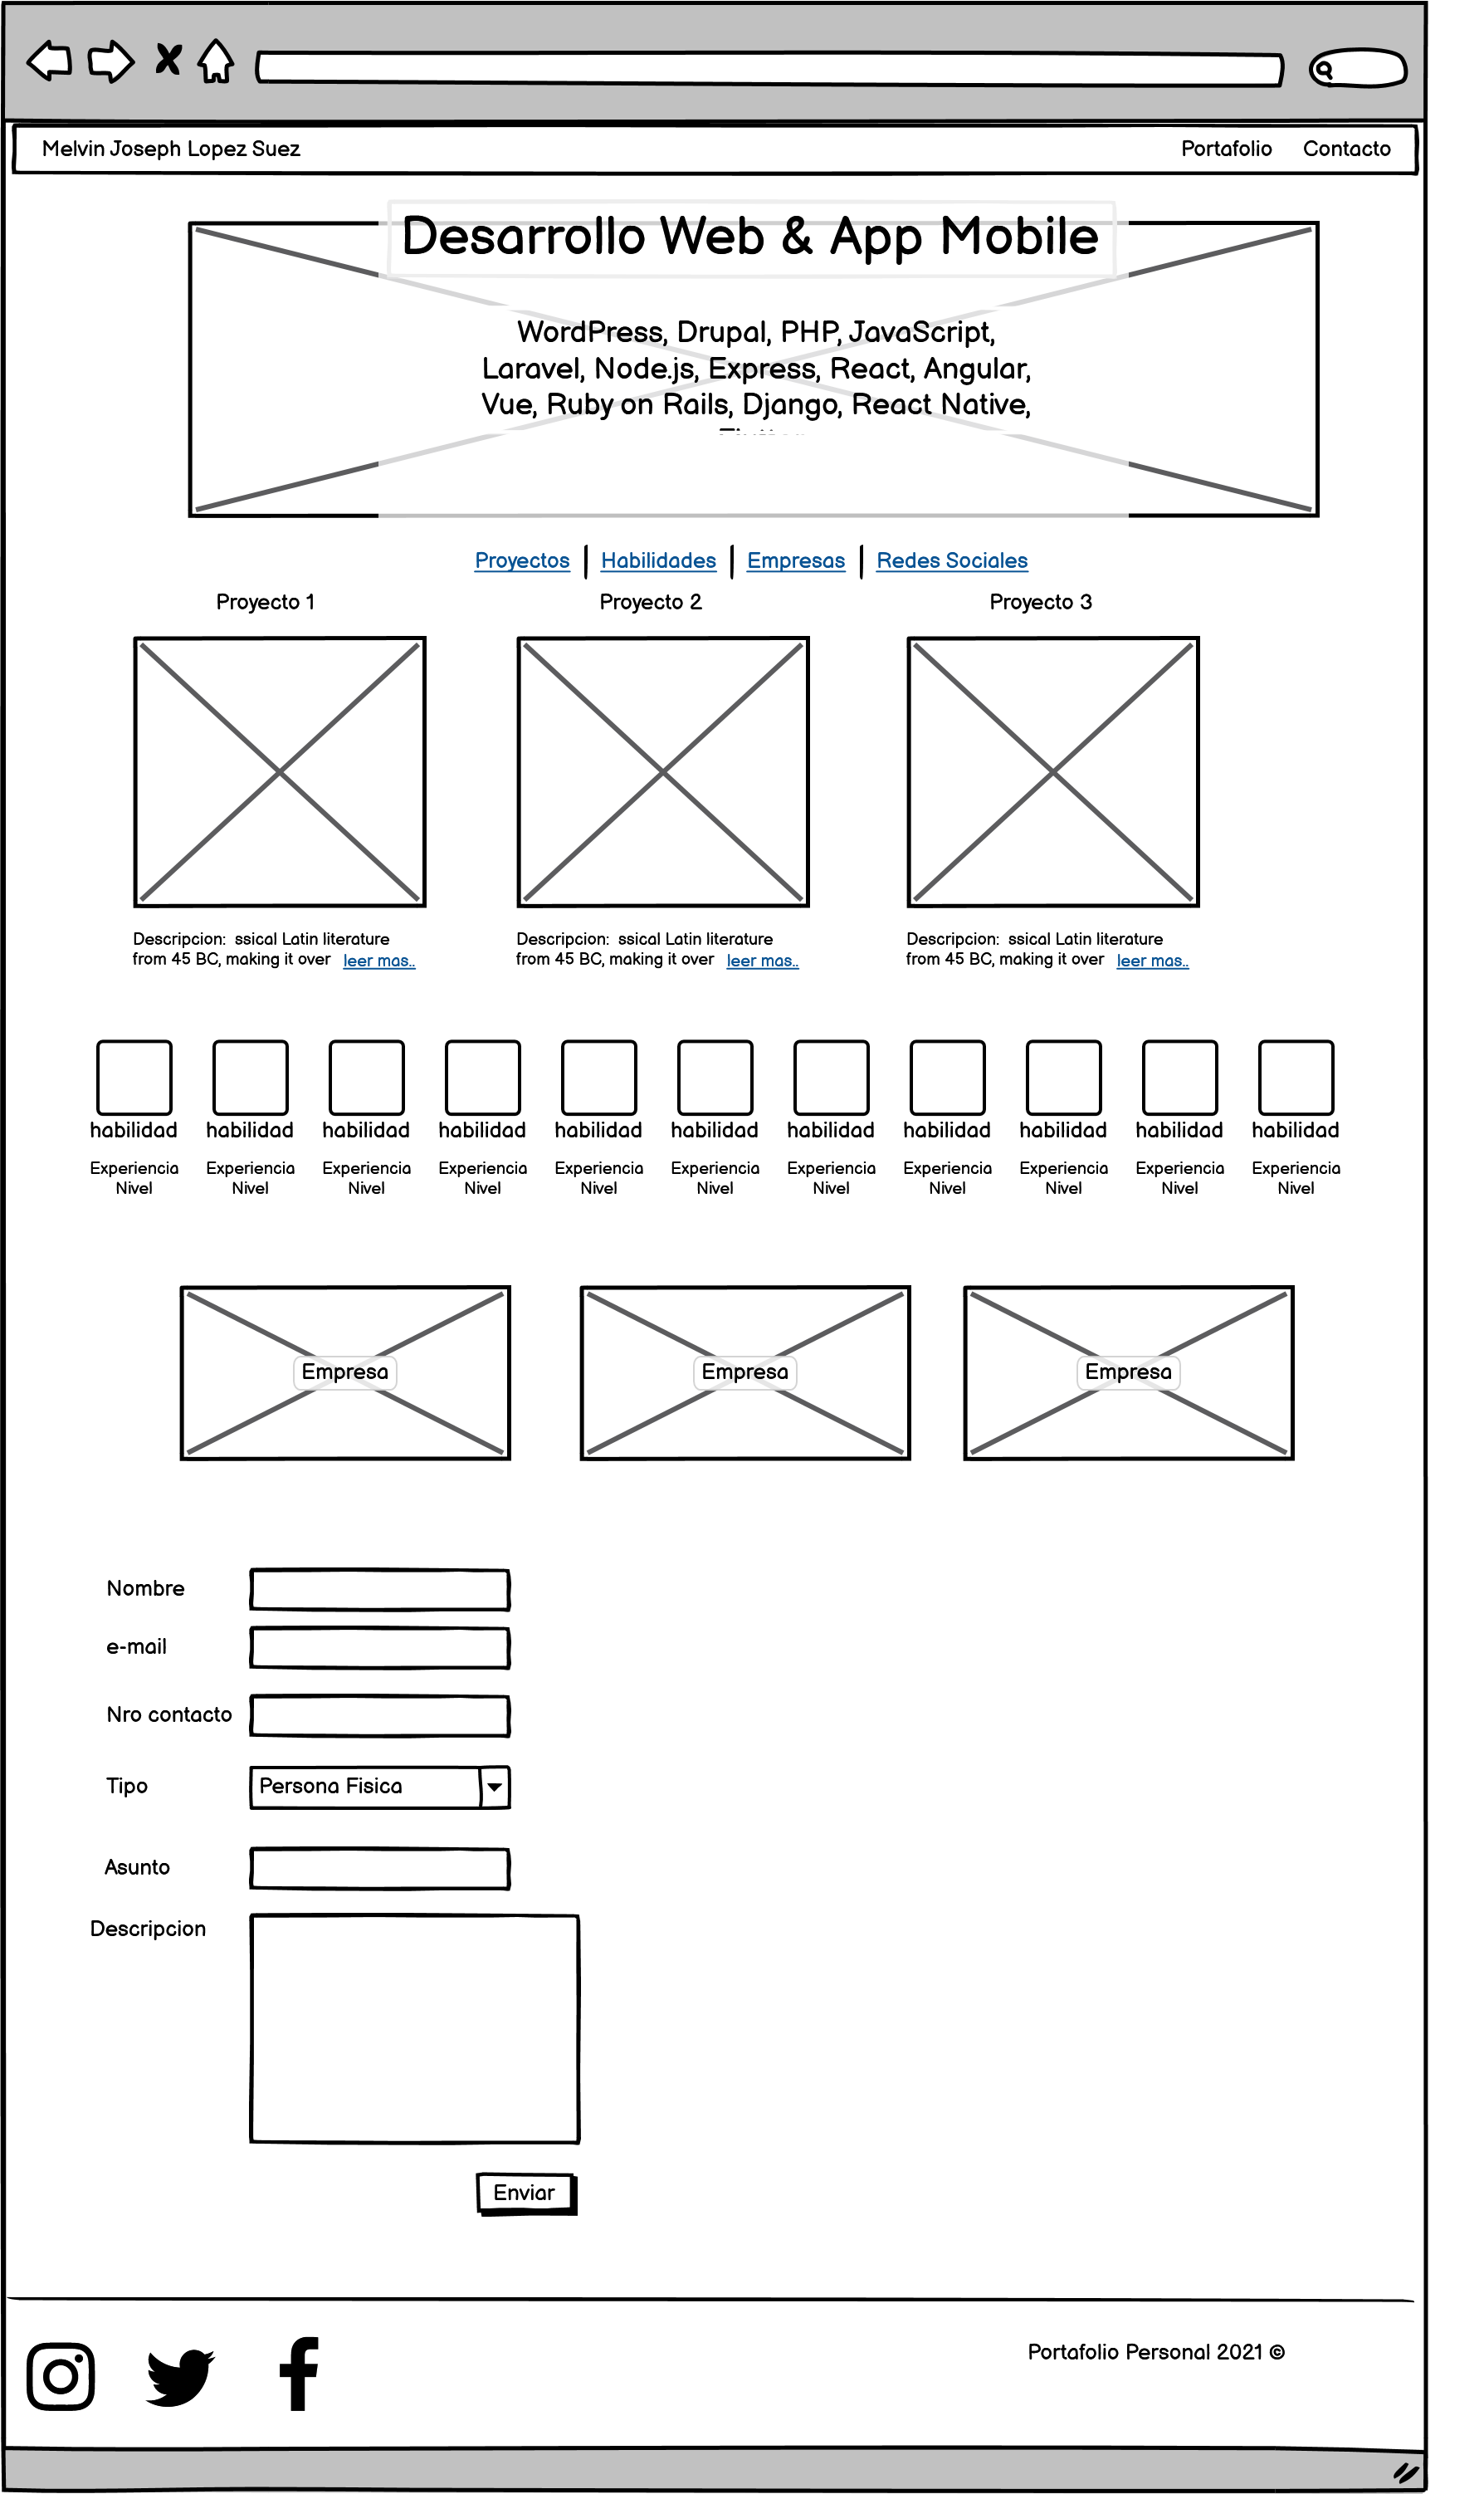 Melvin Joseph Lopez Suez
Portafolio Contacto
Desarrollo Web & App Mobile
WordPress, Drupal, PHP, JavaScript,
Laravel, Node.js, Express, React, Angular,
Vue, Ruby on Rails, Django, React Native,
Proyectos Habilidades Empresas Redes Sociales
Proyecto 1 Proyecto 2 Proyecto 3
Descripcion: ssical Latin literature
from 45 BC, making it over leer mas..
Descripcion: ssical Latin literature
from 45 BC, making it over leer mas..
Descripcion: ssical Latin literature
from 45 BC, making it over leer mas..
habilidad habilidad habilidad habilidad habilidad habilidad habilidad habilidad habilidad habilidad habilidad
Experiencia Experiencia Experiencia Experiencia Experiencia Experiencia Experiencia Experiencia Experiencia Experiencia Experiencia
Nivel Nivel Nivel Nivel Nivel Nivel Nivel Nivel Nivel Nivel Nivel
Empresa Empresa Empresa
Nombre
e-mail
Nro contacto
Tipo Persona Fisica
Asunto
Descripcion
Enviar
Portafolio Personal 2021 ©